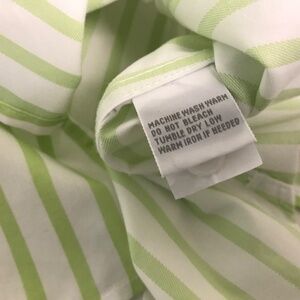 MACHINE WASH WARM
DO NOT BLEACH
TUMBLE DRY LOW
WARM IRON IF NEEDED